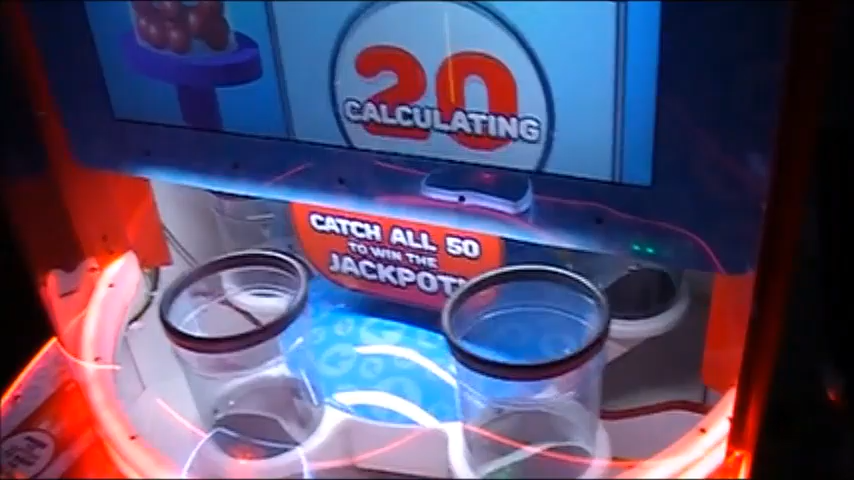 20
CALCULATING
CATCH ALL 50
TO WIN THE
JACKPOT!